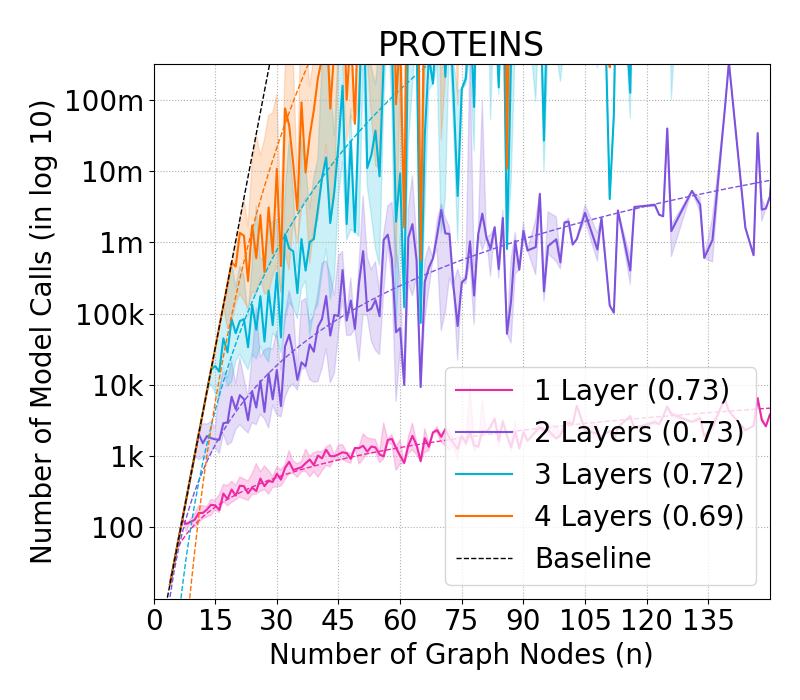 PROTEINS
Number of Model Calls (in log 10)
100m
10m
1m
100k
10k
1k
100
1 Layer (0.73)
2 Layers (0.73)
3 Layers (0.72)
4 Layers (0.69)
Baseline
0 15 30 45 60 75 90 105 120 135
Number of Graph Nodes (n)